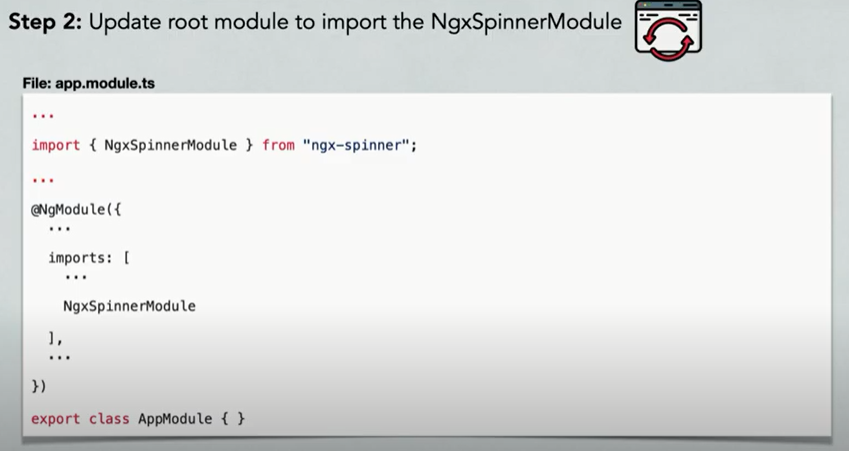 Step 2: Update root module to import the NgxSpinnerModule
File: app.module.ts
...
import { NgxSpinnerModule } from "ngx-spinner";
...
@NgModule({
  ...
  imports: [
    ...
    NgxSpinnerModule
  ],
  ...
})
export class AppModule { }